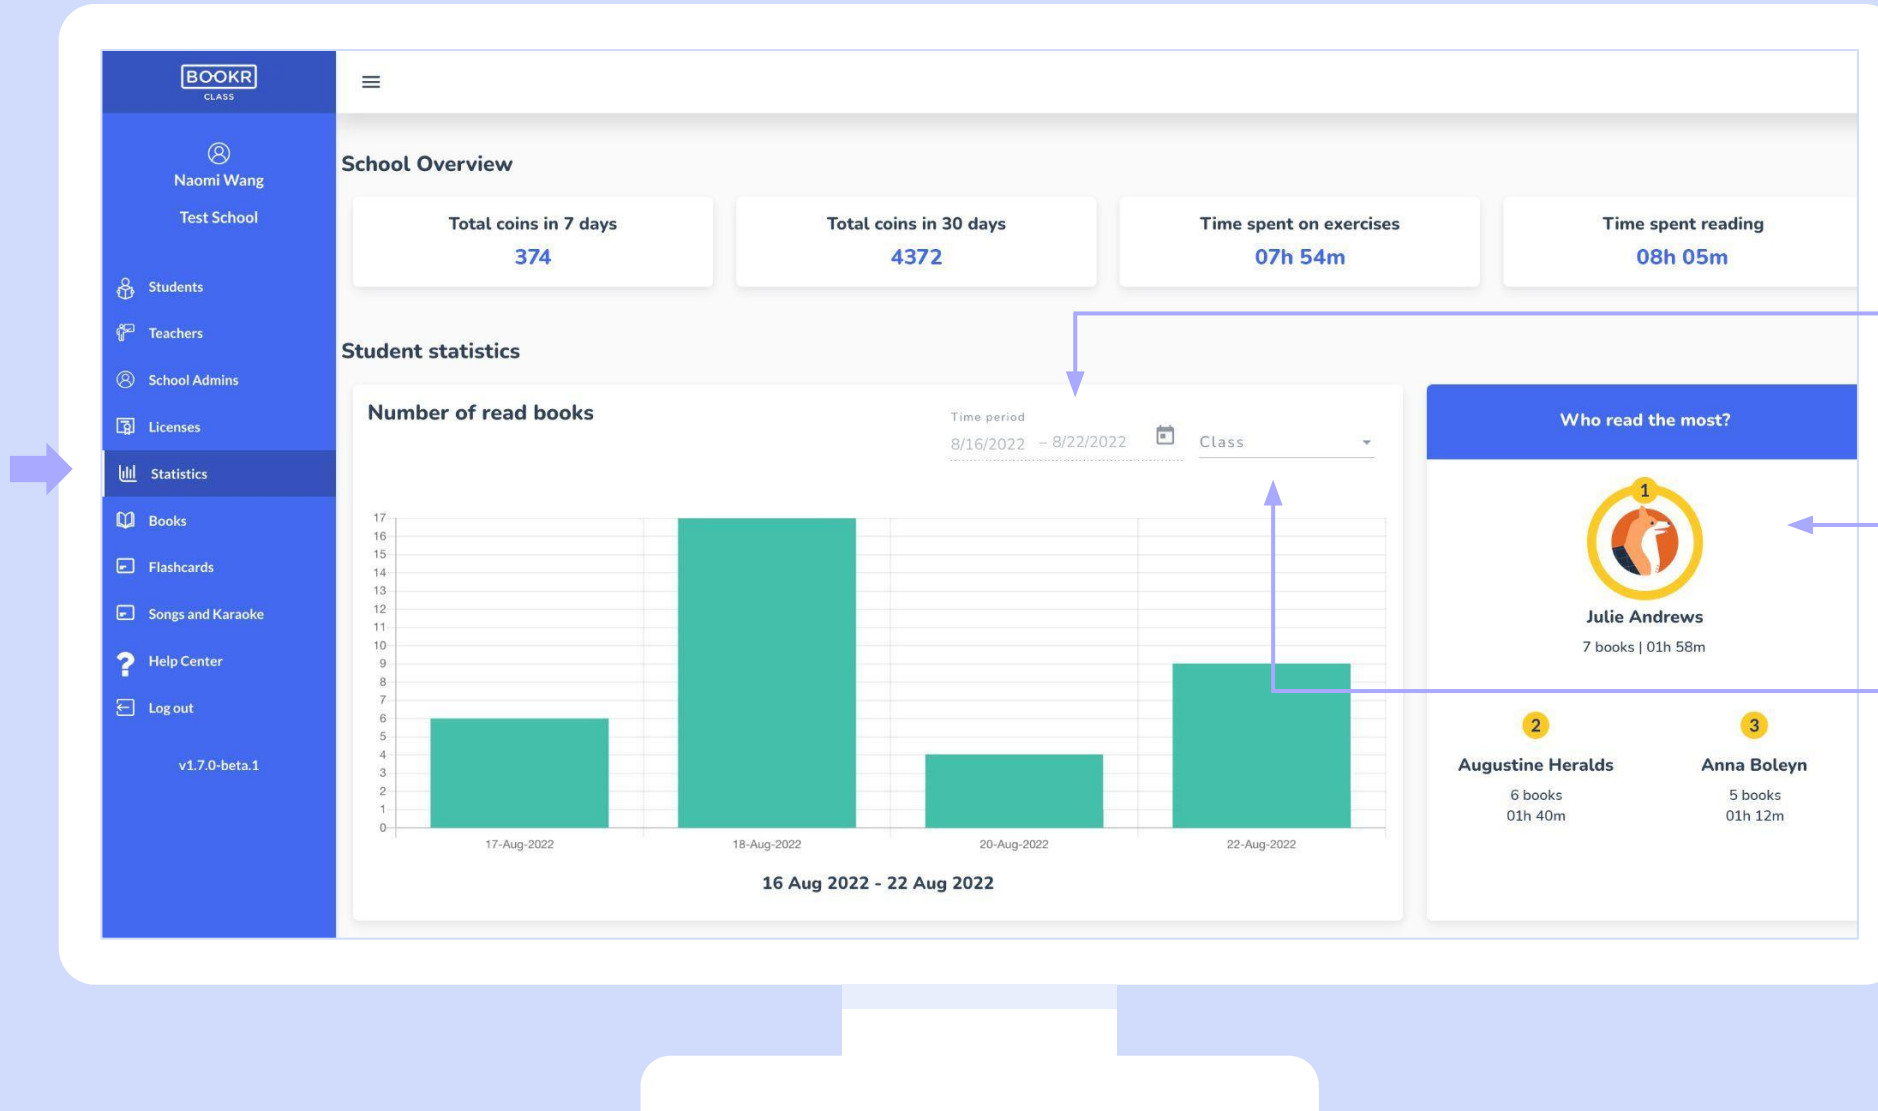 BOOKR
CLASS
Naomi Wang
Test School
Students
Teachers
School Admins
Licenses
Statistics
Books
Flashcards
Songs and Karaoke
Help Center
Log out
v1.7.0-beta.1
School Overview
Total coins in 7 days
374
Total coins in 30 days
4372
Time spent on exercises
07h 54m
Time spent reading
08h 05m
Student statistics
Number of read books
Time period
8/16/2022 – 8/22/2022
Class
17
16
15
14
13
12
11
10
9
8
7
6
5
4
3
2
1
0
17-Aug-2022
18-Aug-2022
20-Aug-2022
22-Aug-2022
16 Aug 2022 - 22 Aug 2022
Who read the most?
1
Julie Andrews
7 books | 01h 58m
2
Augustine Heralds
6 books
01h 40m
3
Anna Boleyn
5 books
01h 12m